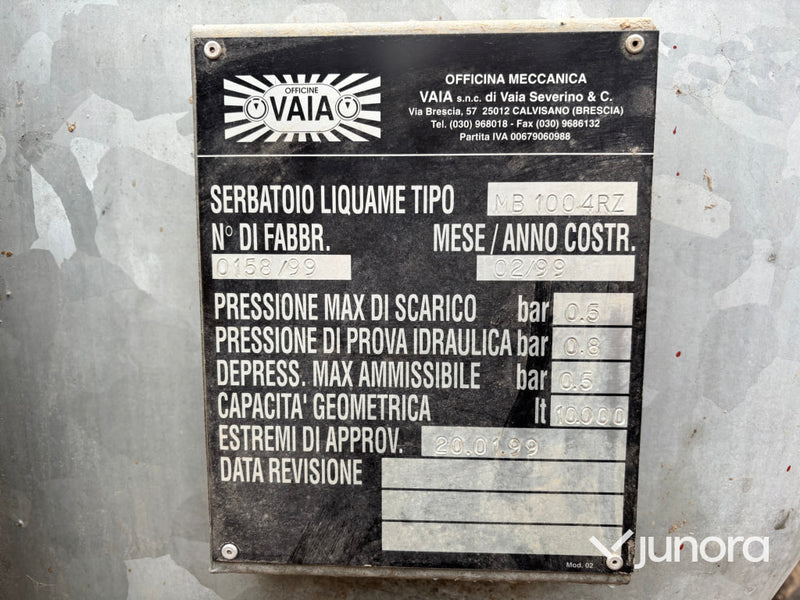 OFFICINE
VAIA
OFFICINA MECCANICA
VAIA s.n.c. di Vaia Severino & C.
Via Brescia, 57 25012 CALVISANO (BRESCIA)
Tel. (030) 968018 - Fax (030) 9686132
Partita IVA 00679060988
SERBATOIO LIQUAME TIPO MB 100 4RZ
N° DI FABBR. MESE / ANNO COSTR.
0158/99 02/99
PRESSIONE MAX DI SCARICO bar 0.5
PRESSIONE DI PROVA IDRAULICA bar 0.8
DEPRESS. MAX AMMISSIBILE bar 0.5
CAPACITA' GEOMETRICA lt 10.000
ESTREMI DI APPROV. 20.01.99
DATA REVISIONE
Mod. 02
junora